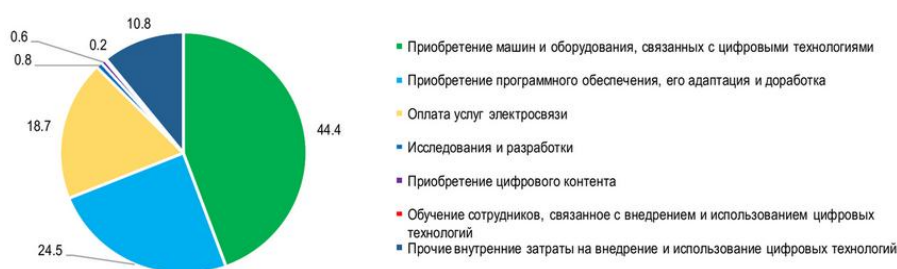 10.8
0.6
0.2
0.8
18.7
44.4
24.5
Приобретение машин и оборудования, связанных с цифровыми технологиями
Приобретение программного обеспечения, его адаптация и доработка
Оплата услуг электросвязи
Исследования и разработки
Приобретение цифрового контента
Обучение сотрудников, связанное с внедрением и использованием цифровых
технологий
Прочие внутренние затраты на внедрение и использование цифровых технологий